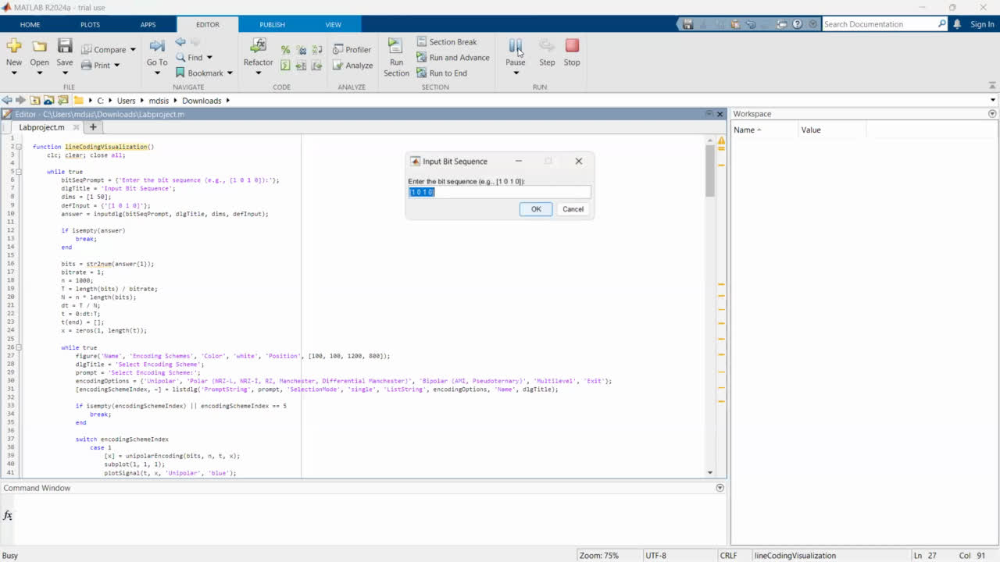 MATLAB R2024a - trial use
HOME PLOTS APPS EDITOR PUBLISH VIEW Search Documentation Sign In
New Open Save Compare Print Go To Find Bookmark Refactor Profiler Analyze Run Section Section Break Run and Advance Run to End Pause Step Stop
FILE NAVIGATE CODE ANALYZE SECTION RUN
C: Users mdsis Downloads
Editor - C:\Users\mdsis\Downloads\Labproject.m
Workspace
Labproject.m
Name Value
1
2 function lineCodingVisualization()
3 clc; clear; close all;
4
5 while true
6 bitSeqPrompt = {'Enter the bit sequence (e.g., [1 0 1 0]):'};
7 dlgTitle = 'Input Bit Sequence';
8 dims = [1 50];
9 defInput = {'[1 0 1 0]'};
10 answer = inputdlg(bitSeqPrompt, dlgTitle, dims, defInput);
11
12 if isempty(answer)
13 break;
14 end
15
16 bits = str2num(answer{1});
17 bitrate = 1;
18 n = 1000;
19 T = length(bits) / bitrate;
20 N = n * length(bits);
21 dt = T / N;
22 t = 0:dt:T;
23 t(end) = [];
24 x = zeros(1, length(t));
25
26 while true
27 figure('Name', 'Encoding Schemes', 'Color', 'white', 'Position', [100, 100, 1200, 800]);
28 dlgTitle = 'Select Encoding Scheme';
29 prompt = 'Select Encoding Scheme:';
30 encodingOptions = {'Unipolar', 'Polar (NRZ-L, NRZ-I, RZ, Manchester, Differential Manchester)', 'Bipolar (AMI, Pseudoternary)', 'Multilevel', 'Exit'};
31 [encodingSchemeIndex, ~] = listdlg('PromptString', prompt, 'SelectionMode', 'single', 'ListString', encodingOptions, 'Name', dlgTitle);
32
33 if isempty(encodingSchemeIndex) || encodingSchemeIndex == 5
34 break;
35 end
36
37 switch encodingSchemeIndex
38 case 1
39 [x] = unipolarEncoding(bits, n, t, x);
40 subplot(1, 1, 1);
41 plotSignal(t, x, 'Unipolar', 'blue');
Input Bit Sequence
Enter the bit sequence (e.g., [1 0 1 0]):
[1 0 1 0]
OK Cancel
Command Window
fx
Busy Zoom: 75% UTF-8 CRLF lineCodingVisualization Ln 27 Col 91